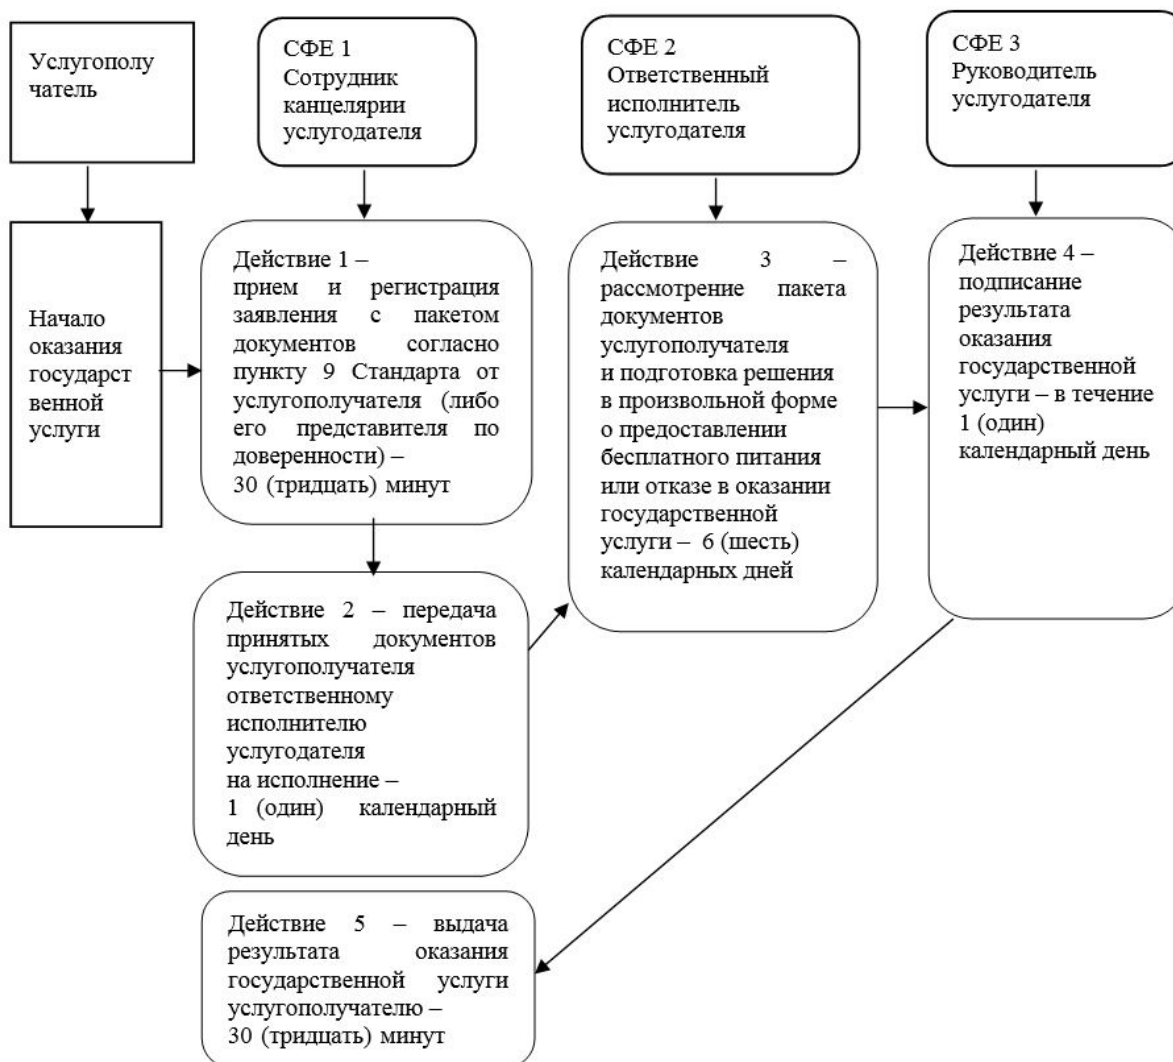 Услугополу
чатель
СФЕ 1
Сотрудник
канцелярии
услугодателя
СФЕ 2
Ответственный
исполнитель
услугодателя
СФЕ 3
Руководитель
услугодателя
Начало
оказания
государст
венной
услуги
Действие 1 –
прием и регистрация
заявления с пакетом
документов согласно
пункту 9 Стандарта от
услугополучателя (либо
его представителя по
доверенности) –
30 (тридцать) минут
Действие 2 – передача
принятых документов
услугополучателя
ответственному
исполнителю
услугодателя
на исполнение –
1 (один) календарный
день
Действие 3 –
рассмотрение пакета
документов
услугополучателя
и подготовка решения
в произвольной форме
о предоставлении
бесплатного питания
или отказе в оказании
государственной
услуги – 6 (шесть)
календарных дней
Действие 4 –
подписание
результата
оказания
государственной
услуги – в течение
1 (один)
календарный день
Действие 5 – выдача
результата оказания
государственной услуги
услугополучателю –
30 (тридцать) минут